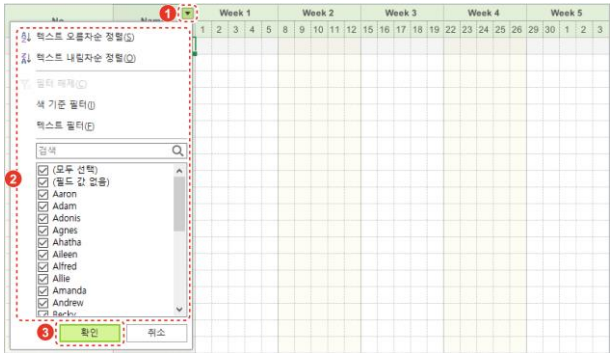 1
Week 1 Week 2 Week 3 Week 4 Week 5
No Name
1 2 3 4 5 8 9 10 11 12 15 16 17 18 19 22 23 24 25 26 29 30 1 2 3
텍스트 오름차순 정렬(S)
텍스트 내림차순 정렬(O)
필터 해제(C)
색 기준 필터(I)
텍스트 필터(F)
검색
2
(모두 선택)
(필드 값 없음)
Aaron
Adam
Adonis
Agnes
Ahatha
Aileen
Alfred
Allie
Amanda
Andrew
Becky
3
확인 취소